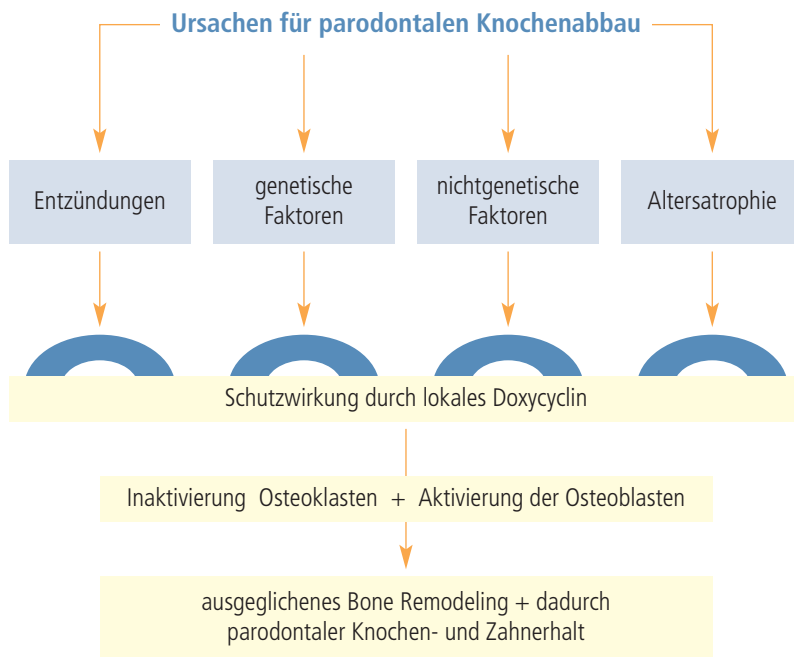 Ursachen für parodontalen Knochenabbau
Entzündungen
genetische
Faktoren
nichtgenetische
Faktoren
Altersatrophie
Schutzwirkung durch lokales Doxycyclin
Inaktivierung Osteoklasten + Aktivierung der Osteoblasten
ausgeglichenes Bone Remodeling + dadurch
parodontaler Knochen- und Zahnerhalt